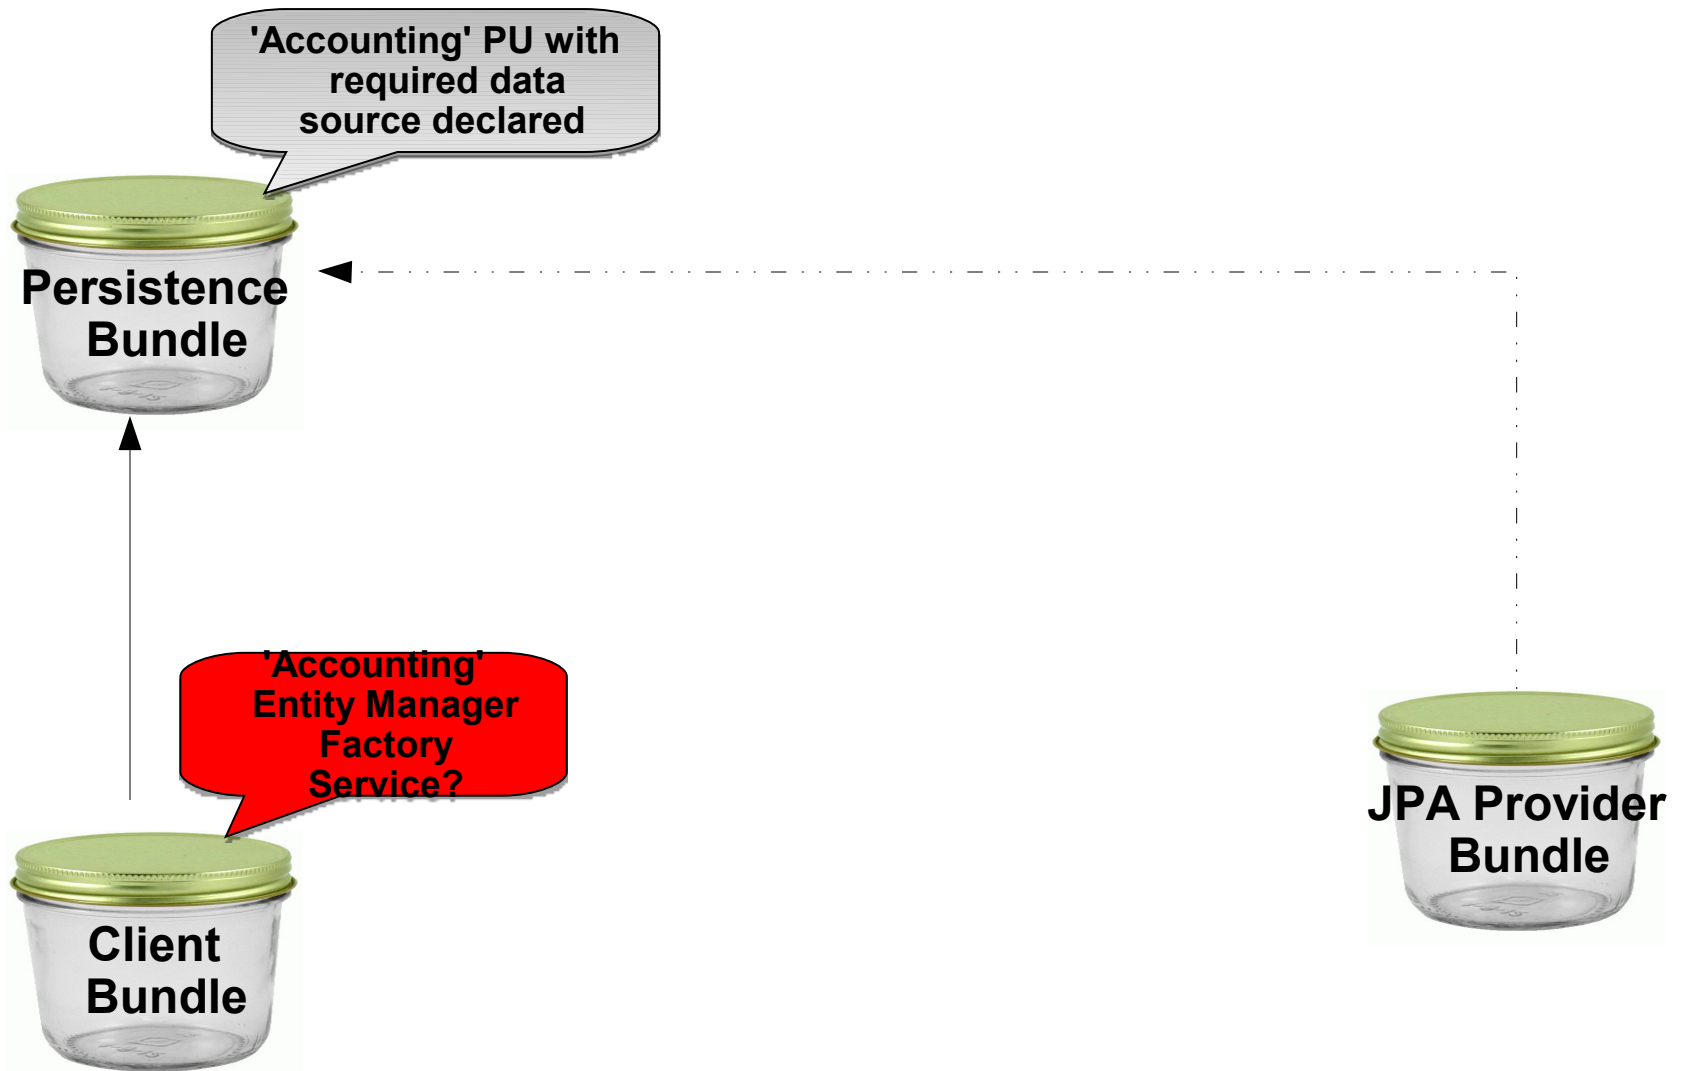 'Accounting' PU with
required data
source declared
Persistence
Bundle
'Accounting'
Entity Manager
Factory
Service?
JPA Provider
Bundle
Client
Bundle